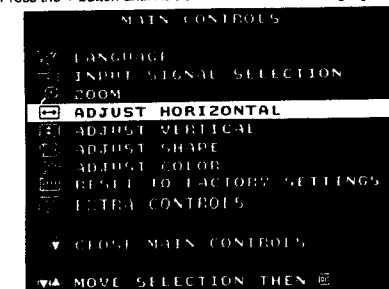 MAIN CONTROLS
LANGUAGE
INPUT SIGNAL SELECTION
ZOOM
ADJUST HORIZONTAL
ADJUST VERTICAL
ADJUST SHAPE
ADJUST COLOR
RESET TO FACTORY SETTINGS
EXTRA CONTROLS
CLOSE MAIN CONTROLS
MOVE SELECTION THEN